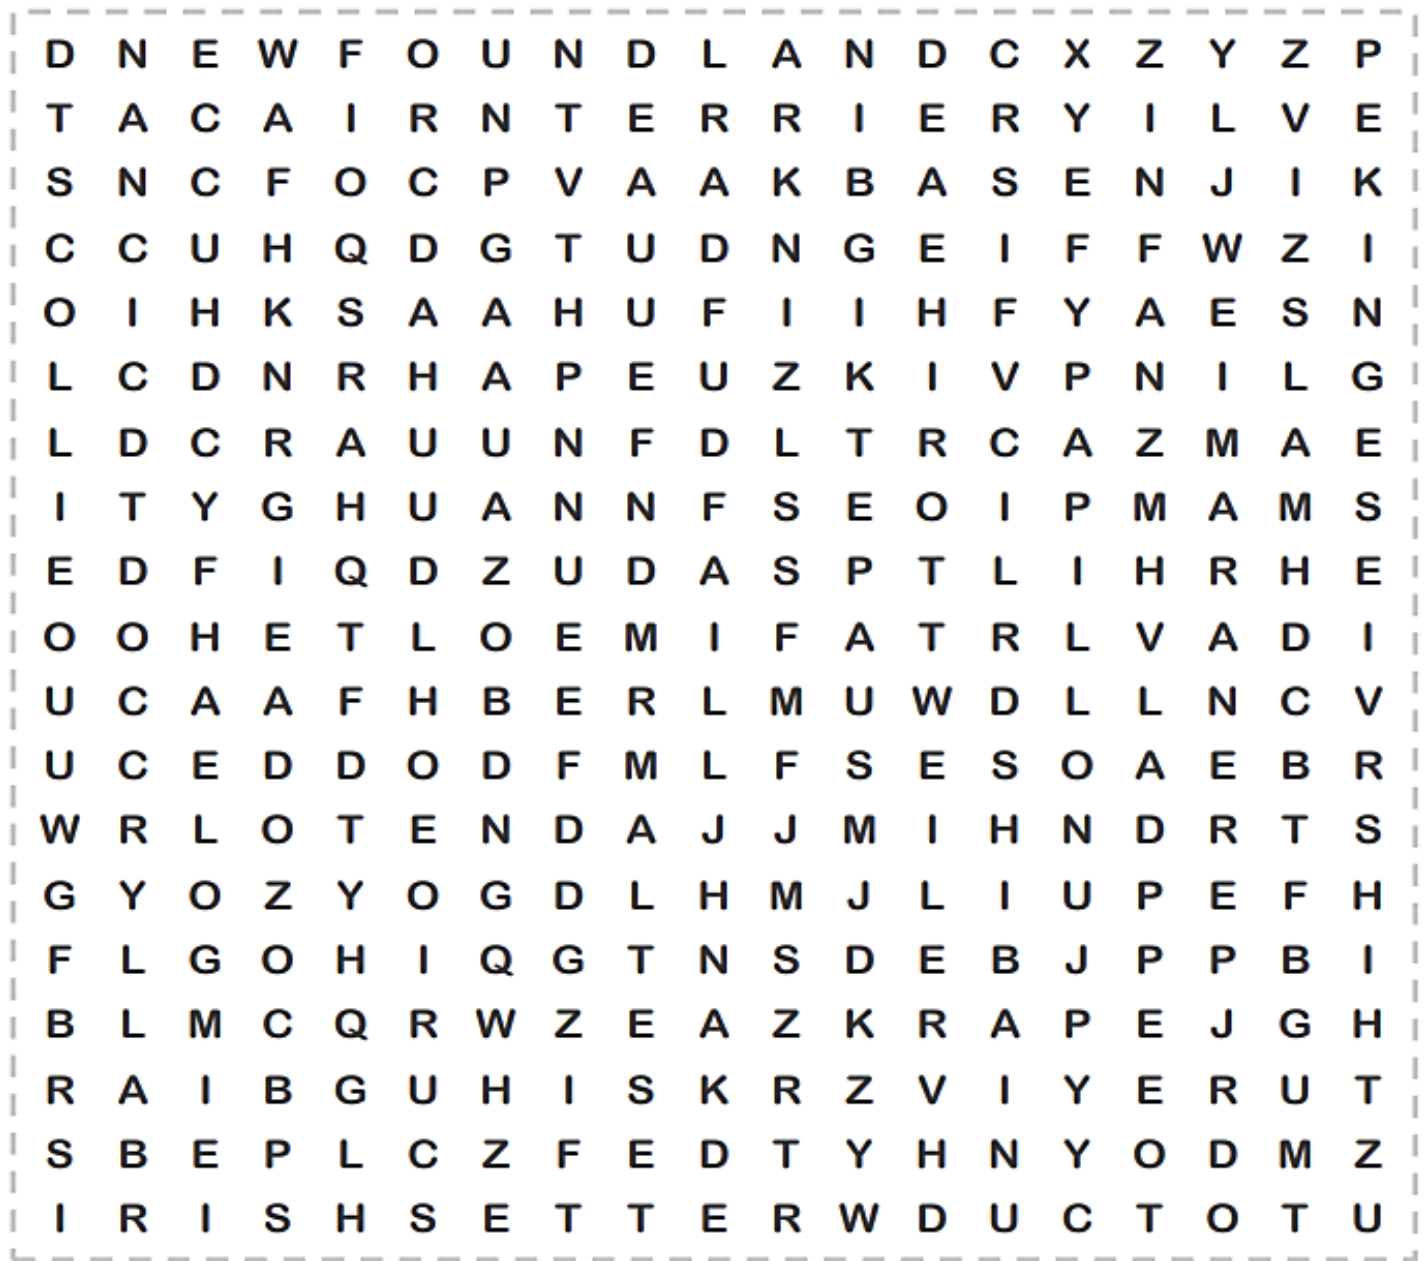 D N E W F O U N D L A N D C X Z Y Z P
T A C A I R N T E R R I E R Y I L V E
S N C F O C P V A A K B A S E N J I K
C C U H Q D G T U D N G E I F F W Z I
O I H K S A A H U F I I H F Y A E S N
L C D N R H A P E U Z K I V P N I L G
L D C R A U U N F D L T R C A Z M A E
I T Y G H U A N N F S E O I P M A M S
E D F I Q D Z U D A S P T L I H R H E
O O H E T L O E M I F A T R L V A D I
U C A A F H B E R L M U W D L L N C V
U C E D D O D F M L F S E S O A E B R
W R L O T E N D A J J M I H N D R T S
G Y O Z Y O G D L H M J L I U P E F H
F L G O H I Q G T N S D E B J P P B I
B L M C Q R W Z E A Z K R A P E J G H
R A I B G U H I S K R Z V I Y E R U T
S B E P L C Z F E D T Y H N Y O D M Z
I R I S H S E T T E R W D U C T O T U